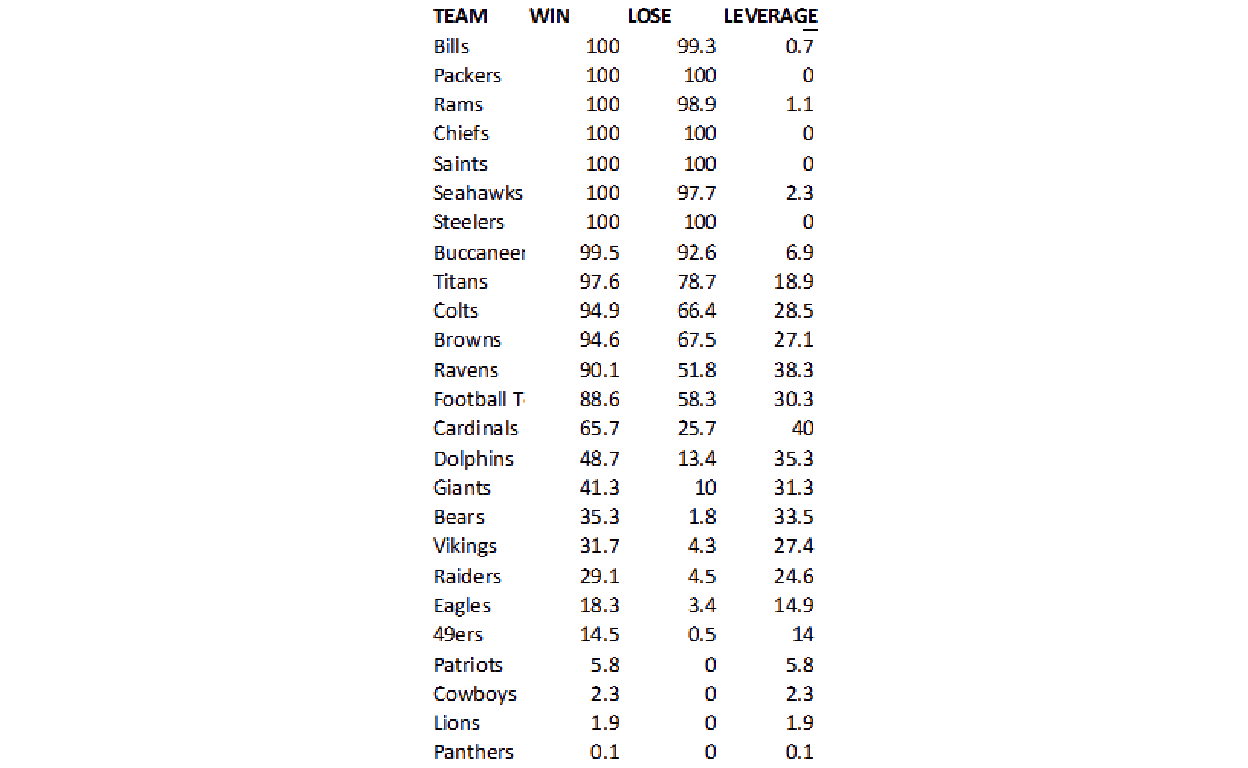 TEAM WIN LOSE LEVERAGE
Bills 100 99.3 0.7
Packers 100 100 0
Rams 100 98.9 1.1
Chiefs 100 100 0
Saints 100 100 0
Seahawks 100 97.7 2.3
Steelers 100 100 0
Buccaneer 99.5 92.6 6.9
Titans 97.6 78.7 18.9
Colts 94.9 66.4 28.5
Browns 94.6 67.5 27.1
Ravens 90.1 51.8 38.3
Football T 88.6 58.3 30.3
Cardinals 65.7 25.7 40
Dolphins 48.7 13.4 35.3
Giants 41.3 10 31.3
Bears 35.3 1.8 33.5
Vikings 31.7 4.3 27.4
Raiders 29.1 4.5 24.6
Eagles 18.3 3.4 14.9
49ers 14.5 0.5 14
Patriots 5.8 0 5.8
Cowboys 2.3 0 2.3
Lions 1.9 0 1.9
Panthers 0.1 0 0.1